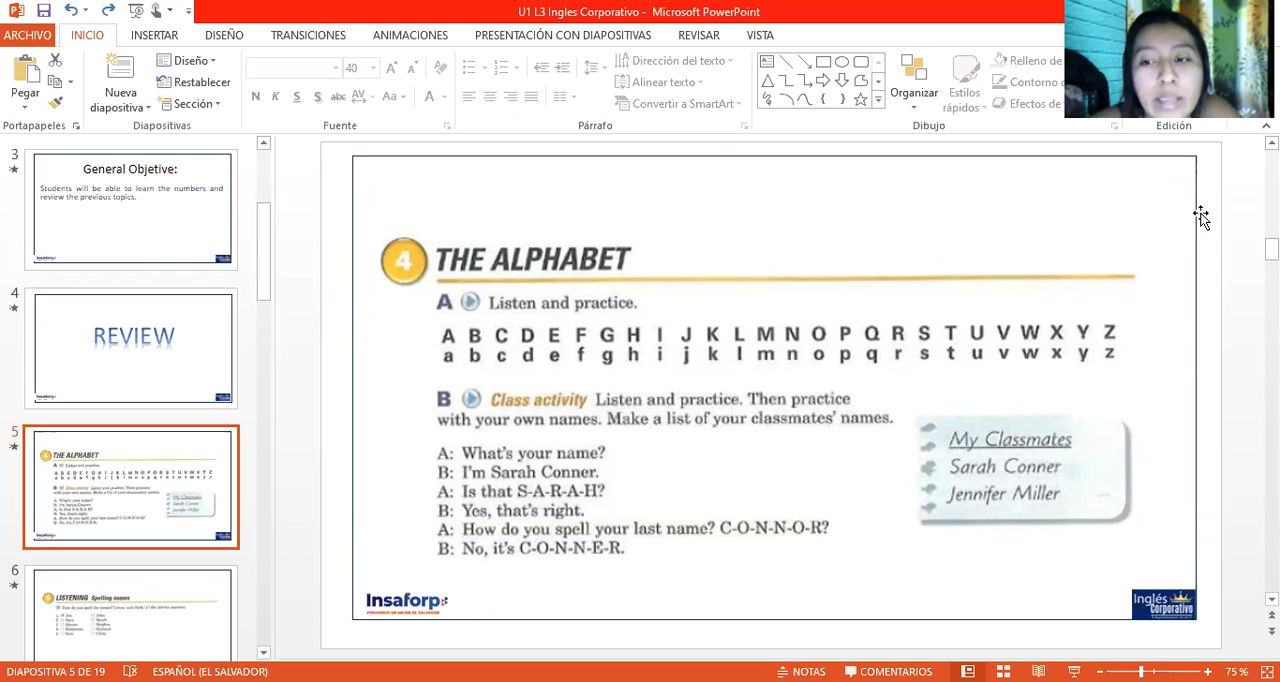 U1 L3 Ingles Corporativo - Microsoft PowerPoint
ARCHIVO INICIO INSERTAR DISEÑO TRANSICIONES ANIMACIONES PRESENTACIÓN CON DIAPOSITIVAS REVISAR VISTA
Pegar
Nueva
diapositiva
Diseño
Restablecer
Sección
40
N K S S abc AV Aa A
Dirección del texto
Alinear texto
Convertir a SmartArt
Organizar
Estilos
rápidos
Relleno de
Contorno
Efectos de
Portapapeles Diapositivas Fuente Párrafo Dibujo Edición
3
General Objetive:
Students will be able to learn the numbers and
review the previous topics.
4
REVIEW
5
THE ALPHABET
6
LISTENING Spelling names
4 THE ALPHABET
A Listen and practice.
A B C D E F G H I J K L M N O P Q R S T U V W X Y Z
a b c d e f g h i j k l m n o p q r s t u v w x y z
B Class activity Listen and practice. Then practice
with your own names. Make a list of your classmates' names.
A: What's your name?
B: I'm Sarah Conner.
A: Is that S-A-R-A-H?
B: Yes, that's right.
A: How do you spell your last name? C-O-N-N-O-R?
B: No, it's C-O-N-N-E-R.
My Classmates
Sarah Conner
Jennifer Miller
Insaforp
Inglés
Corporativo
DIAPOSITIVA 5 DE 19 ESPAÑOL (EL SALVADOR) NOTAS COMENTARIOS 75 %